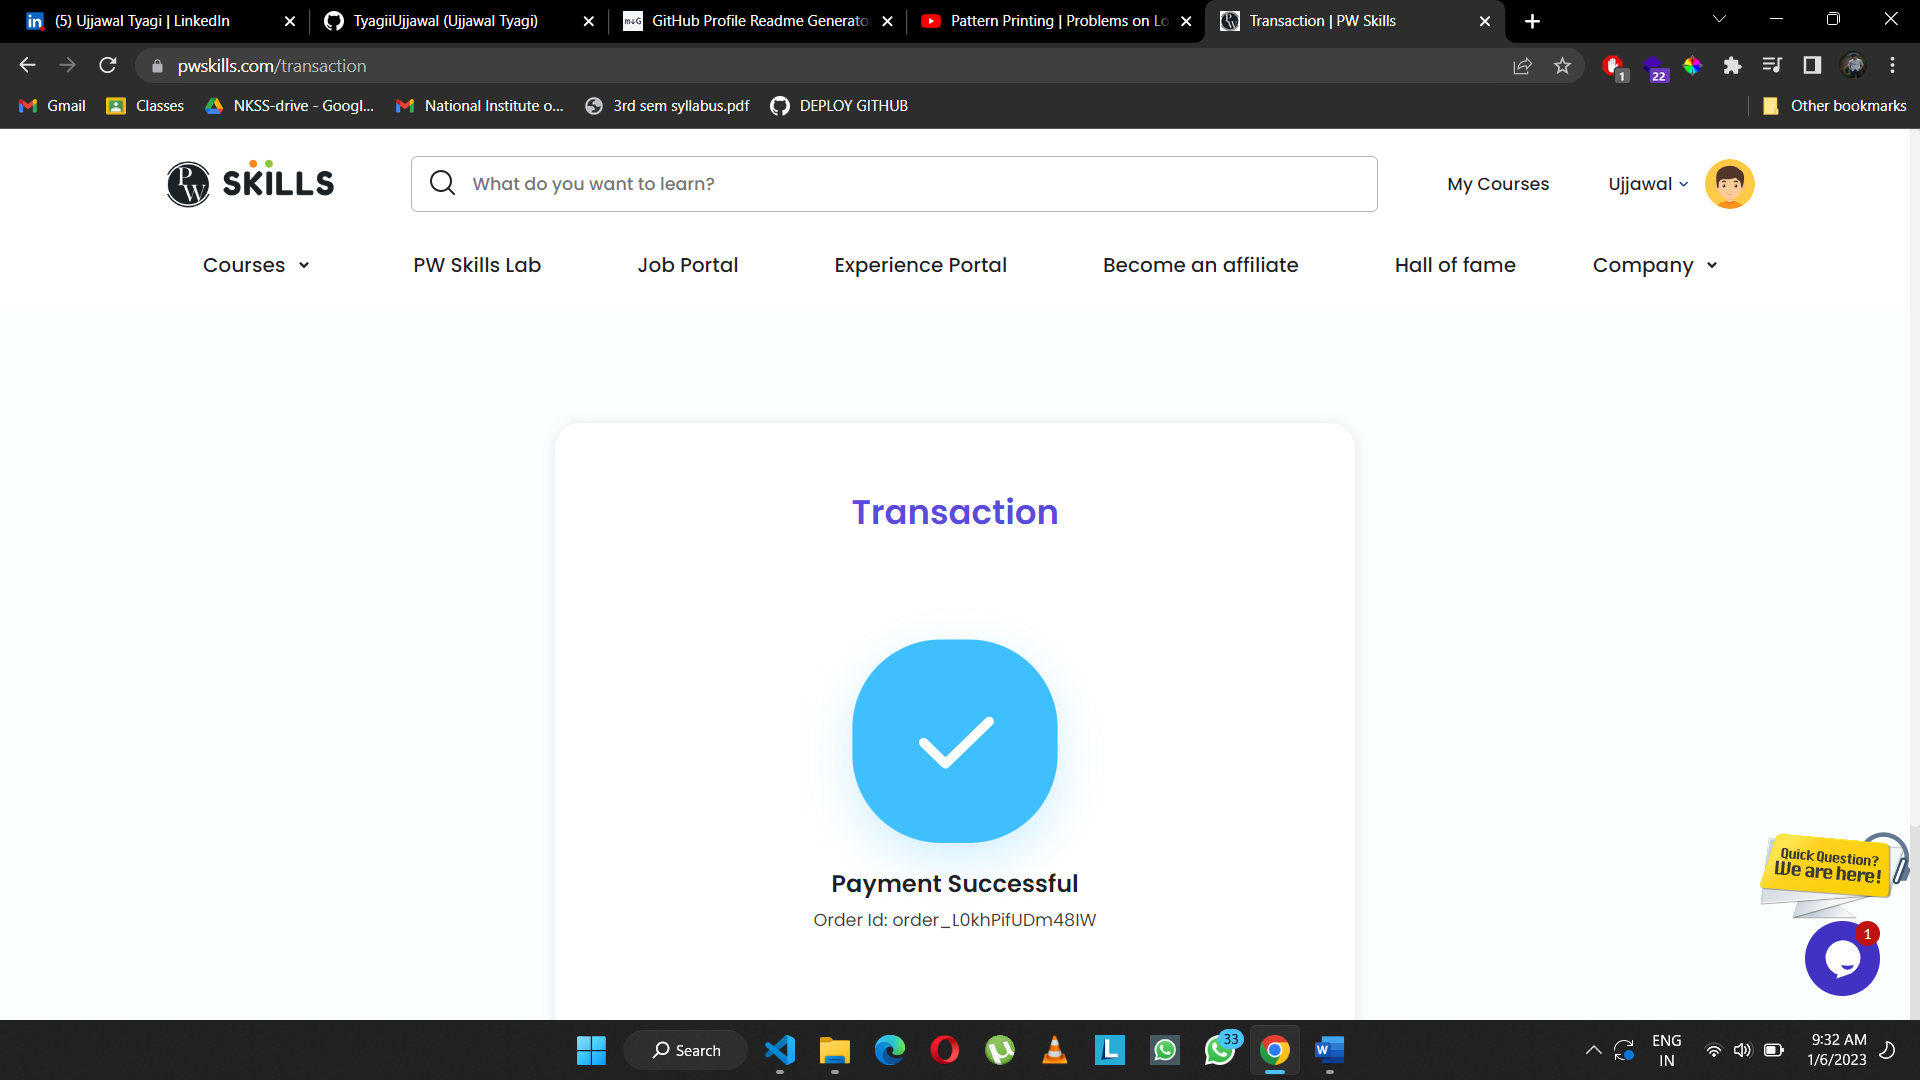 (5) Ujjawal Tyagi | LinkedIn
TyagiiUjjawal (Ujjawal Tyagi)
GitHub Profile Readme Generato
Pattern Printing | Problems on Lo
Transaction | PW Skills
pwskills.com/transaction
1
22
Gmail
Classes
NKSS-drive - Googl...
National Institute o...
3rd sem syllabus.pdf
DEPLOY GITHUB
Other bookmarks
PW SKILLS
What do you want to learn?
My Courses
Ujjawal
Courses
PW Skills Lab
Job Portal
Experience Portal
Become an affiliate
Hall of fame
Company
Transaction
Payment Successful
Order Id: order_L0khPifUDm48IW
Quick Question?
We are here!
1
Search
33
ENG
IN
9:32 AM
1/6/2023